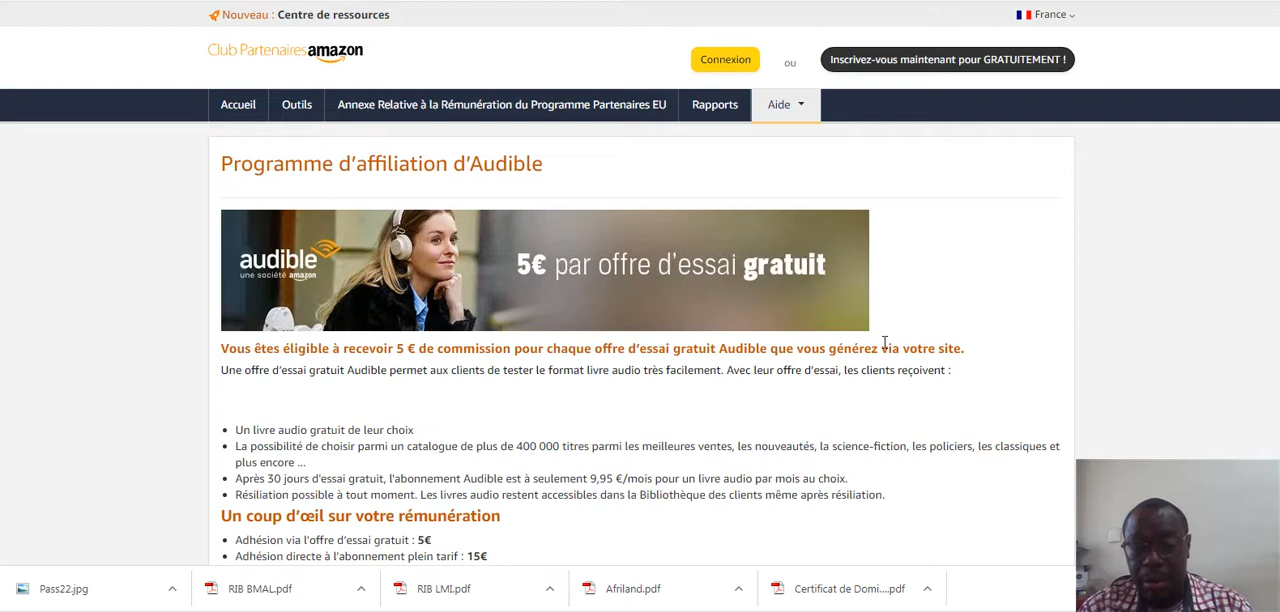 Nouveau : Centre de ressources
France
Club Partenaires amazon
Connexion
ou
Inscrivez-vous maintenant pour GRATUITEMENT !
Accueil
Outils
Annexe Relative à la Rémunération du Programme Partenaires EU
Rapports
Aide
Programme d’affiliation d’Audible
audible
une société amazon
5€ par offre d’essai gratuit
Vous êtes éligible à recevoir 5 € de commission pour chaque offre d’essai gratuit Audible que vous générez via votre site.
Une offre d’essai gratuit Audible permet aux clients de tester le format livre audio très facilement. Avec leur offre d’essai, les clients reçoivent :
• Un livre audio gratuit de leur choix
• La possibilité de choisir parmi un catalogue de plus de 400 000 titres parmi les meilleures ventes, les nouveautés, la science-fiction, les policiers, les classiques et
plus encore ...
• Après 30 jours d’essai gratuit, l’abonnement Audible est à seulement 9,95 €/mois pour un livre audio par mois au choix.
• Résiliation possible à tout moment. Les livres audio restent accessibles dans la Bibliothèque des clients même après résiliation.
Un coup d’œil sur votre rémunération
• Adhésion via l’offre d’essai gratuit : 5€
• Adhésion directe à l’abonnement plein tarif : 15€
Pass22.jpg
RIB BMAL.pdf
RIB LMI.pdf
Afriland.pdf
Certificat de Domi....pdf